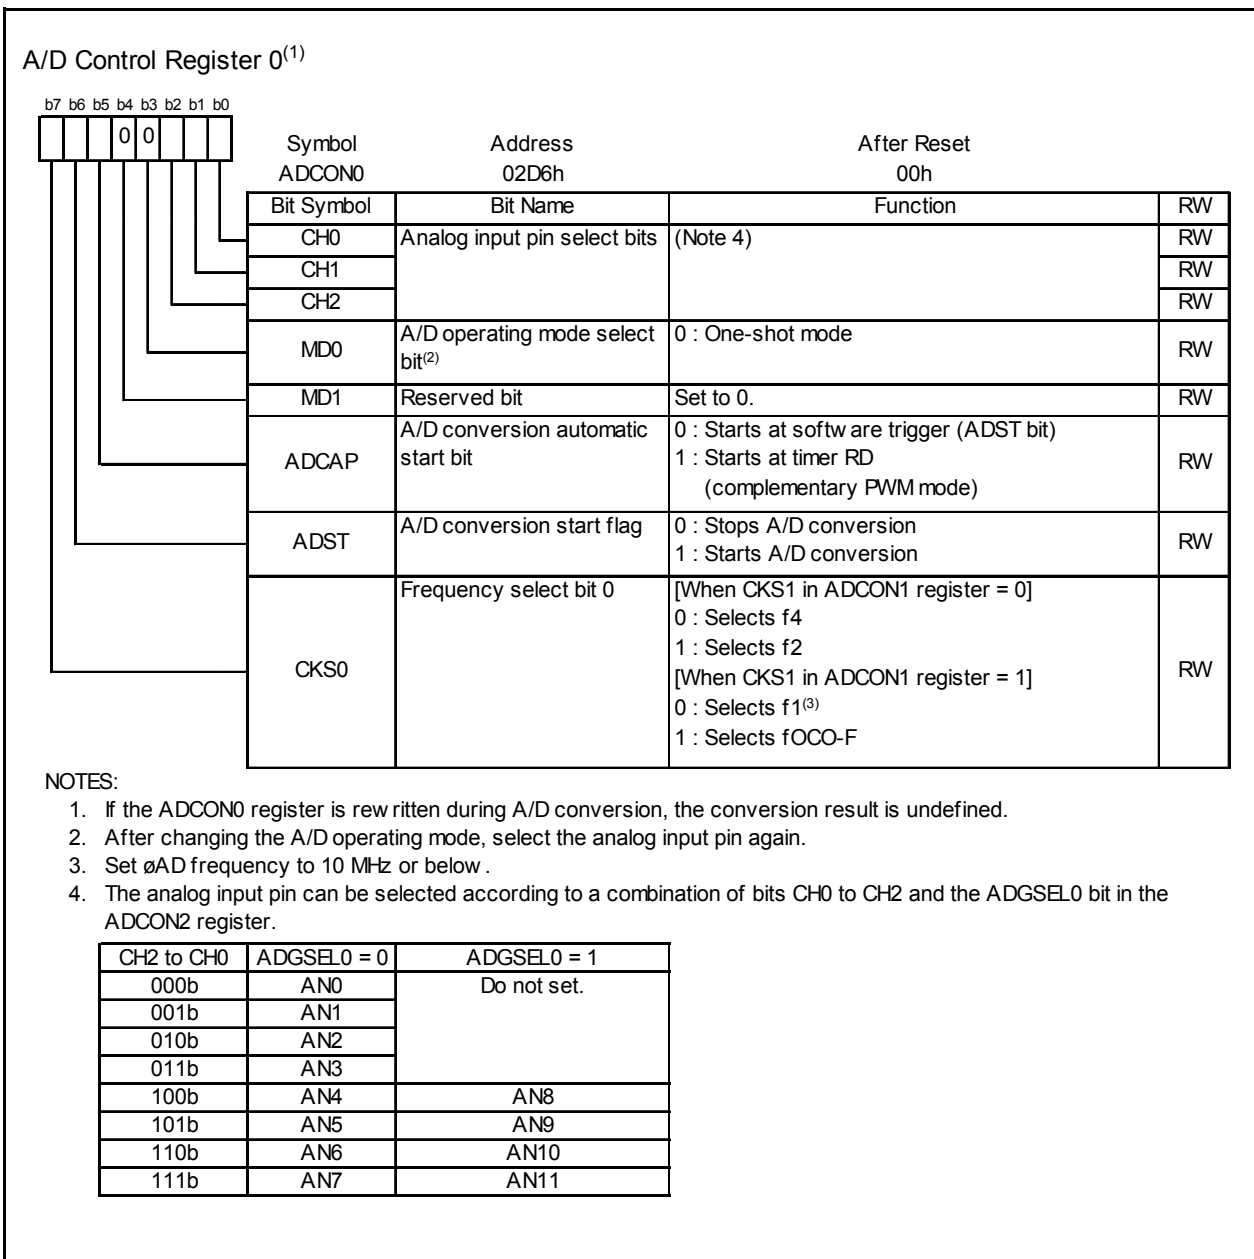 A/D Control Register 0(1)
b7 b6 b5 b4 b3 b2 b1 b0
0 0
Symbol Address After Reset
ADCON0 02D6h 00h
Bit Symbol Bit Name Function RW
CH0 Analog input pin select bits (Note 4) RW
CH1 RW
CH2 RW
MD0 A/D operating mode select bit(2) 0 : One-shot mode RW
MD1 Reserved bit Set to 0. RW
ADCAP A/D conversion automatic start bit 0 : Starts at software trigger (ADST bit)
1 : Starts at timer RD
(complementary PWM mode) RW
ADST A/D conversion start flag 0 : Stops A/D conversion
1 : Starts A/D conversion RW
CKS0 Frequency select bit 0 [When CKS1 in ADCON1 register = 0]
0 : Selects f4
1 : Selects f2
[When CKS1 in ADCON1 register = 1]
0 : Selects f1(3)
1 : Selects fOCO-F RW
NOTES:
1. If the ADCON0 register is rewritten during A/D conversion, the conversion result is undefined.
2. After changing the A/D operating mode, select the analog input pin again.
3. Set øAD frequency to 10 MHz or below.
4. The analog input pin can be selected according to a combination of bits CH0 to CH2 and the ADGSEL0 bit in the
ADCON2 register.
CH2 to CH0 ADGSEL0 = 0 ADGSEL0 = 1
000b AN0 Do not set.
001b AN1
010b AN2
011b AN3
100b AN4 AN8
101b AN5 AN9
110b AN6 AN10
111b AN7 AN11